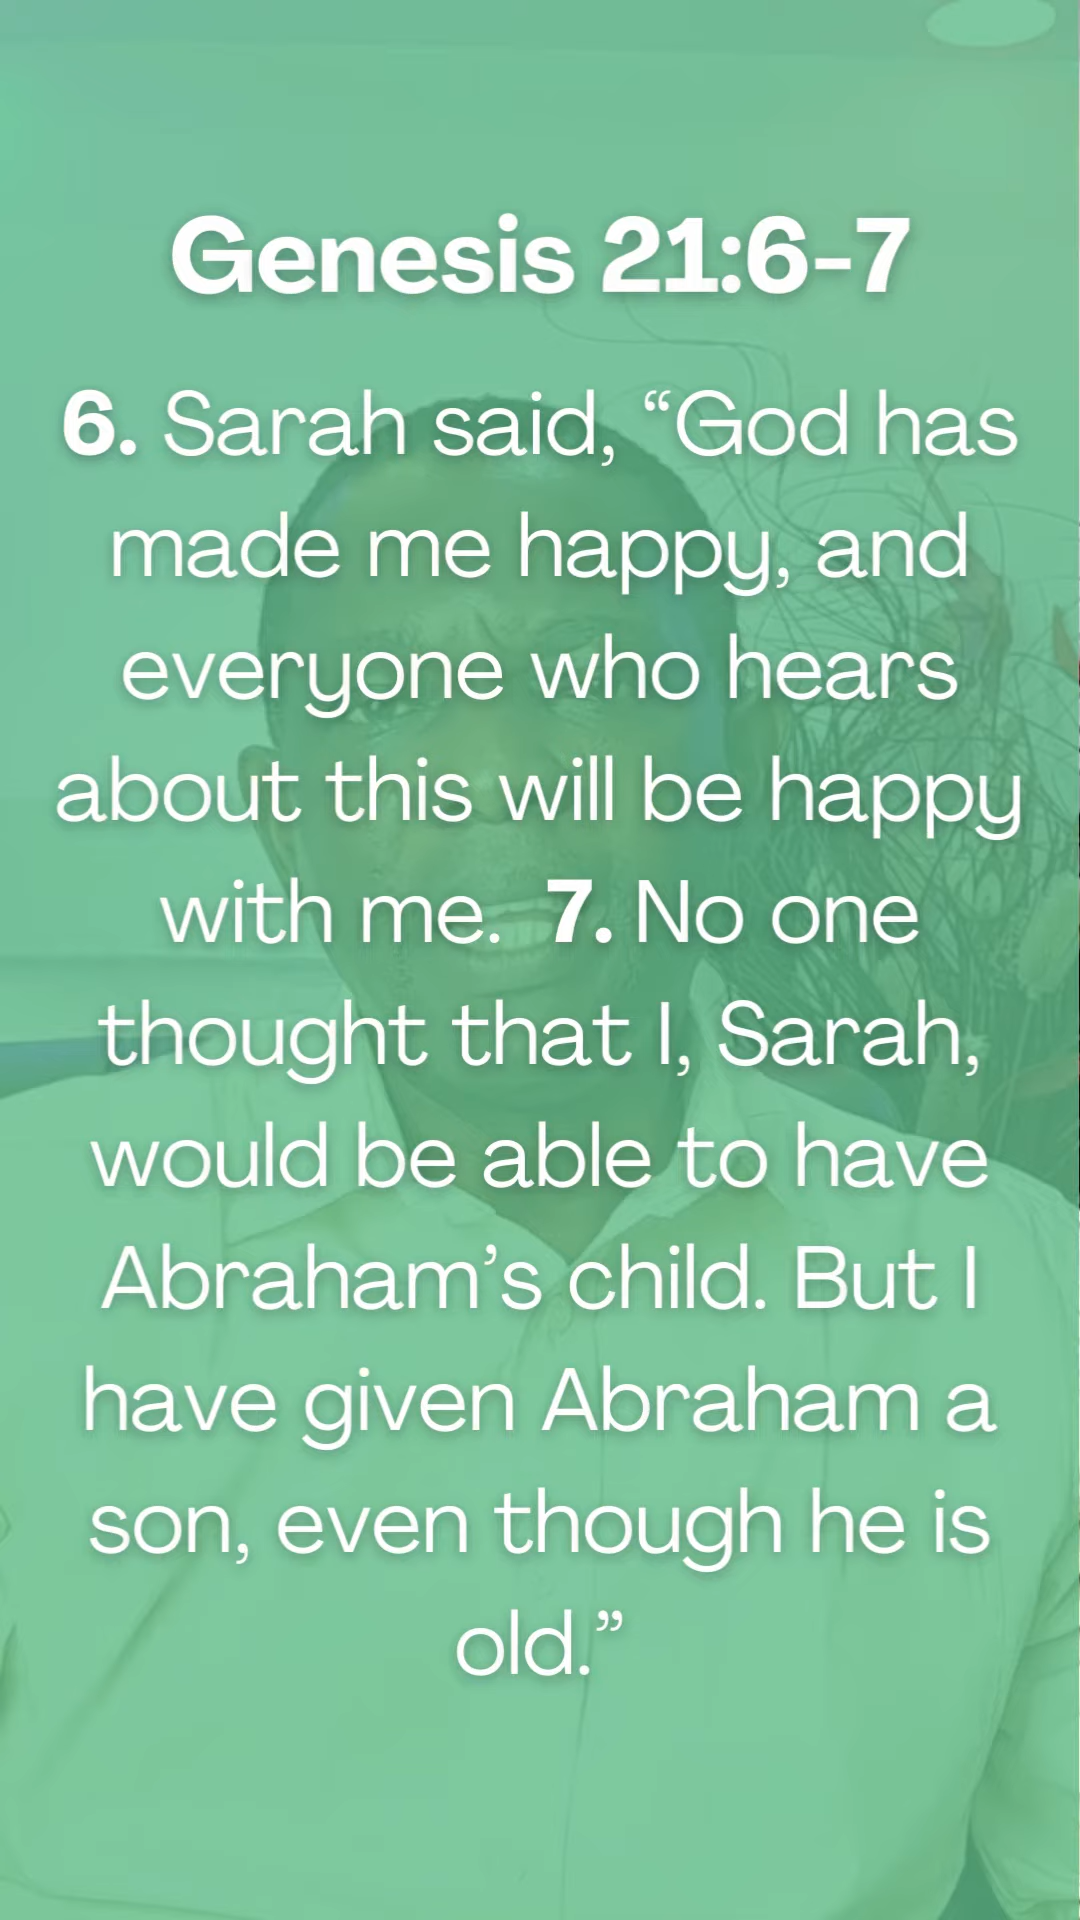 Genesis 21:6-7
6. Sarah said, “God has
made me happy, and
everyone who hears
about this will be happy
with me. 7. No one
thought that I, Sarah,
would be able to have
Abraham’s child. But I
have given Abraham a
son, even though he is
old.”